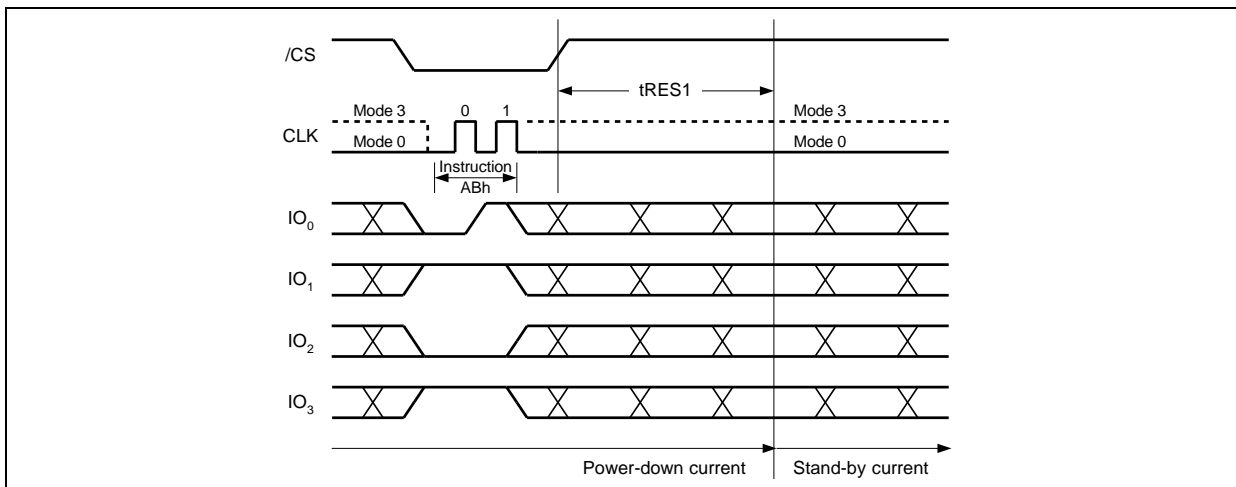 /CS
tRES1
Mode 3 0 1 Mode 3
CLK
Mode 0 Mode 0
Instruction
ABh
IO0
IO1
IO2
IO3
Power-down current Stand-by current